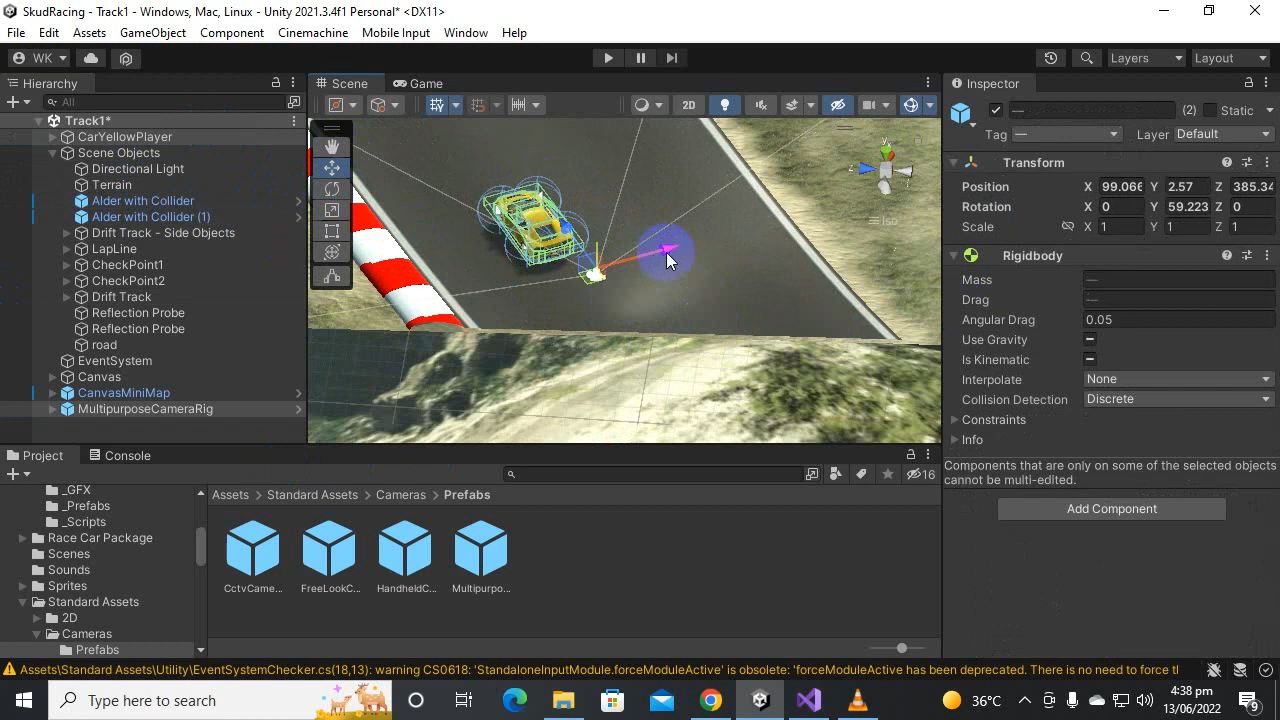 SkudRacing - Track1 - Windows, Mac, Linux - Unity 2021.3.4f1 Personal* <DX11>
File Edit Assets GameObject Component Cinemachine Mobile Input Window Help
WK Layers Layout
Hierarchy
All
Track1*
CarYellowPlayer
Scene Objects
Directional Light
Terrain
Alder with Collider
Alder with Collider (1)
Drift Track - Side Objects
LapLine
CheckPoint1
CheckPoint2
Drift Track
Reflection Probe
Reflection Probe
road
EventSystem
Canvas
CanvasMiniMap
MultipurposeCameraRig
Scene Game
2D
y
z
Iso
Inspector
— (2) Static
Tag — Layer Default
Transform
Position X 99.066 Y 2.57 Z 385.34
Rotation X 0 Y 59.223 Z 0
Scale X 1 Y 1 Z 1
Rigidbody
Mass —
Drag —
Angular Drag 0.05
Use Gravity
Is Kinematic
Interpolate None
Collision Detection Discrete
Constraints
Info
Components that are only on some of the selected objects
cannot be multi-edited.
Add Component
Project Console
16
_GFX
_Prefabs
_Scripts
Race Car Package
Scenes
Sounds
Sprites
Standard Assets
2D
Cameras
Prefabs
Assets > Standard Assets > Cameras > Prefabs
CctvCame... FreeLookC... HandheldC... Multipurpo...
Assets\Standard Assets\Utility\EventSystemChecker.cs(18,13): warning CS0618: 'StandaloneInputModule.forceModuleActive' is obsolete: 'forceModuleActive has been deprecated. There is no need to force tl
Type here to search
36°C
4:38 pm
13/06/2022
9